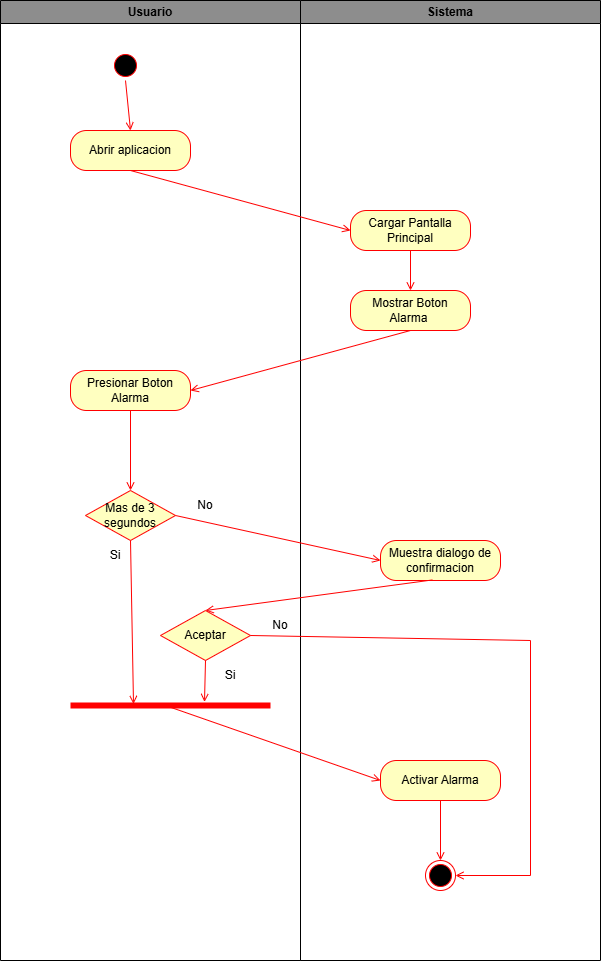 Usuario
Sistema
Abrir aplicacion
Cargar Pantalla
Principal
Mostrar Boton
Alarma
Presionar Boton
Alarma
Mas de 3
segundos
No
Si
Muestra dialogo de
confirmacion
Aceptar
No
Si
Activar Alarma